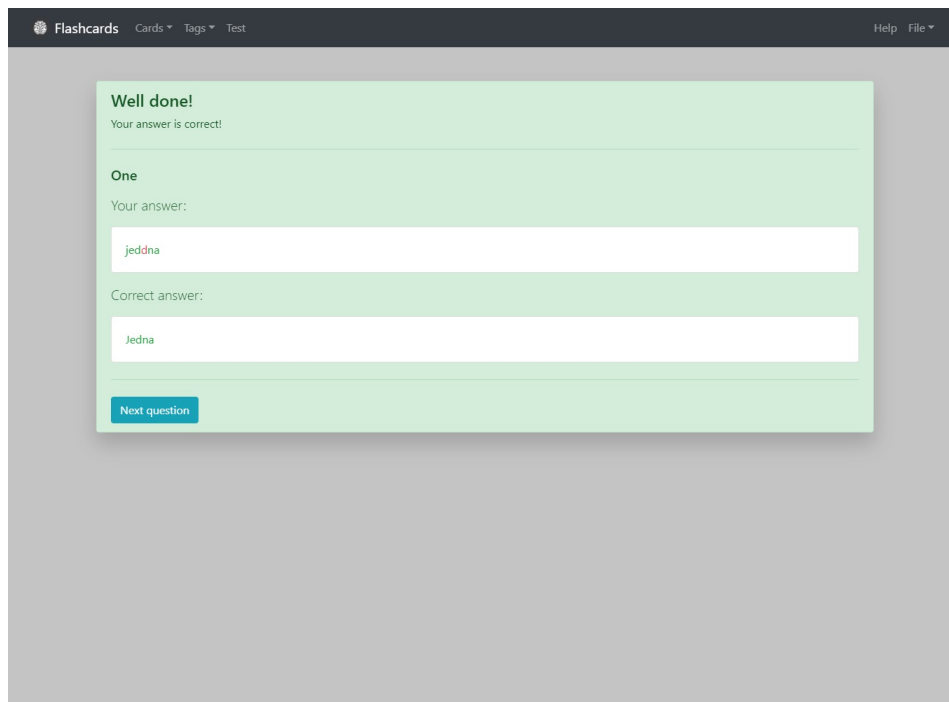 Flashcards Cards Tags Test Help File
Well done!
Your answer is correct!
One
Your answer:
jeddna
Correct answer:
Jedna
Next question